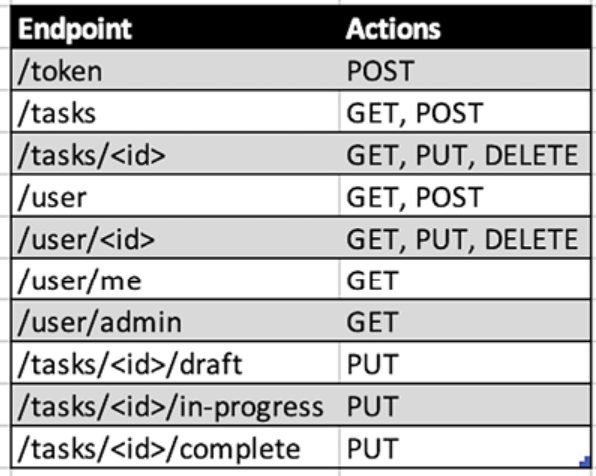 Endpoint Actions
/token POST
/tasks GET, POST
/tasks/<id> GET, PUT, DELETE
/user GET, POST
/user/<id> GET, PUT, DELETE
/user/me GET
/user/admin GET
/tasks/<id>/draft PUT
/tasks/<id>/in-progress PUT
/tasks/<id>/complete PUT